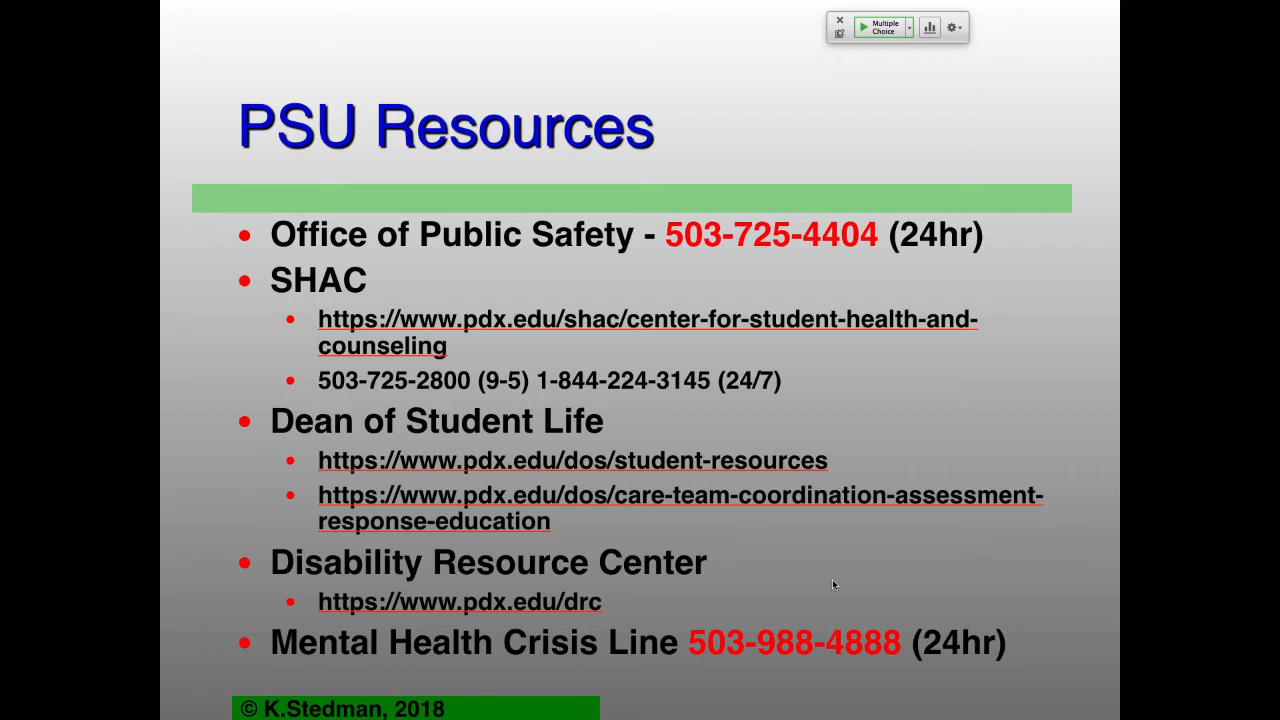 Multiple
Choice
PSU Resources
• Office of Public Safety - 503-725-4404 (24hr)
• SHAC
• https://www.pdx.edu/shac/center-for-student-health-and-
counseling
• 503-725-2800 (9-5) 1-844-224-3145 (24/7)
• Dean of Student Life
• https://www.pdx.edu/dos/student-resources
• https://www.pdx.edu/dos/care-team-coordination-assessment-
response-education
• Disability Resource Center
• https://www.pdx.edu/drc
• Mental Health Crisis Line 503-988-4888 (24hr)
© K.Stedman, 2018